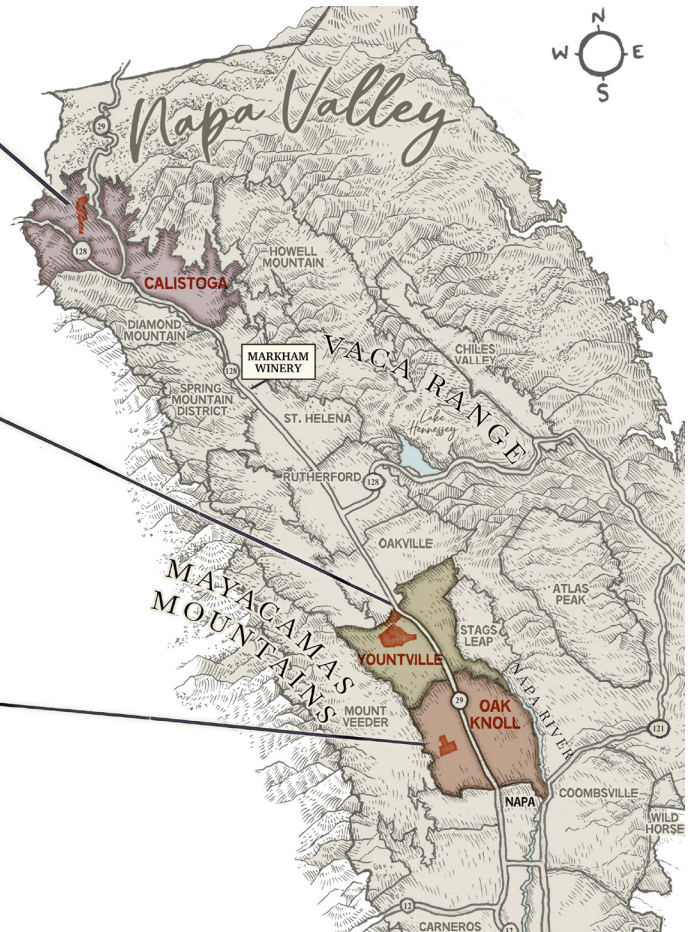 N
W E
S
Napa Valley
29
128
CALISTOGA
HOWELL
MOUNTAIN
DIAMOND
MOUNTAIN
MARKHAM
WINERY
128
VACA RANGE
CHILES
VALLEY
SPRING
MOUNTAIN
DISTRICT
ST. HELENA
Lake
Hennessey
RUTHERFORD
128
OAKVILLE
MAYACAMAS
MOUNTAINS
ATLAS
PEAK
STAGS
LEAP
YOUNTVILLE
NAPA RIVER
29
OAK
KNOLL
MOUNT
VEEDER
121
NAPA
COOMBSVILLE
WILD
HORSE
12
CARNEROS
12